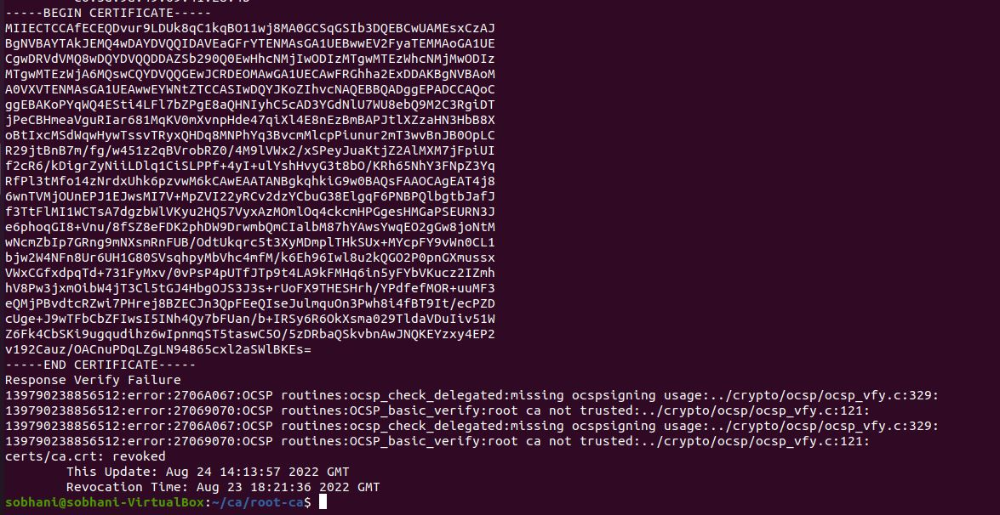 -----BEGIN CERTIFICATE-----
MIIECTCCAfECEQDvur9LDUk8qC1kqBO11wj8MA0GCSqGSIb3DQEBCwUAMEsxCzAJ
BgNVBAYTAkJEMQ4wDAYDVQQIDAVEaGFrYTENMAsGA1UEBwwEV2FyaTEMMAoGA1UE
CgwDRVdVMQ8wDQYDVQQDDAZSb290Q0EwHhcNMjIwODIzMTgwMTEzWhcNMjMwODIz
MTgwMTEzWjA6MQswCQYDVQQGEwJCRDEOMAwGA1UECAwFRGhha2ExDDAKBgNVBAoM
A0VXVTENMAsGA1UEAwwEYWNtZTCCASIwDQYJKoZIhvcNAQEBBQADggEPADCCAQoC
ggEBAKoPYqWQ4ESti4LFl7bZPgE8aQHNIyhC5cAD3YGdNlU7WU8ebQ9M2C3RgiDT
jPeCBHmeaVguRIar681MqKV0mXvnpHde47qiXl4E8nEzBmBAPJtlXZzaHN3HbB8X
oBtIxcMSdWqwHywTssvTRyxQHDq8MNPhYq3BvcmMlcpPiunur2mT3wvBnJB0OpLC
R29jtBnB7m/fg/w451z2qBVrobRZ0/4M9lVWx2/xSPeyJuaKtjZ2AlMXM7jFpiUI
f2cR6/kDigrZyNiiLDlq1CiSLPPf+4yI+ulYshHvyG3t8bO/KRh65NhY3FNpZ3Yq
RfPl3tMfo14zNrdxUhk6pzvwM6kCAwEAATANBgkqhkiG9w0BAQsFAAOCAgEAT4j8
6wnTVMjOUnEPJ1EJwsMI7V+MpZVI22yRCv2dzYCbuG38ElgqF6PNBPQlbgtbJafJ
f3TtFlMI1WCTsA7dgzbWlVKyu2HQ57VyxAzMOmlOq4ckcmHPGgesHMGaPSEURN3J
e6phoqGI8+Vnu/8fSZ8eFDK2phDW9DrwmbQmCIalbM87hYAwsYwqEO2gGw8joNtM
wNcmZbIp7GRng9mNXsmRnFUB/OdtUkqrc5t3XyMDmplTHkSUx+MYcpFY9vWn0CL1
bjw2W4NFn8Ur6UH1G80SVsqhpyMbVhc4mfM/k6Eh96Iwl8u2kQGO2P0pnGXmussx
VWxCGfxdpqTd+731FyMxv/0vPsP4pUTfJTp9t4LA9kFMHq6in5yFYbVKucz2IZmh
hV8Pw3jxmOibW4jT3Cl5tGJ4HbgOJS3J3s+rUoFX9THESHrh/YPdfefMOR+uuMF3
eQMjPBvdtcRZwi7PHrej8BZECJn3QpFEeQIseJulmquOn3Pwh8i4fBT9It/ecPZD
cUge+J9wTFbCbZFIwsI5INh4Qy7bFUan/b+IRSy6R6OkXsma029TldaVDuIiv51W
Z6Fk4CbSKi9ugqudihz6wIpnmqST5taswC5O/5zDRbaQSkvbnAwJNQKEYzxy4EP2
v192Cauz/OACnuPDqLZgLN94865cxl2aSWlBKEs=
-----END CERTIFICATE-----
Response Verify Failure
139790238856512:error:2706A067:OCSP routines:ocsp_check_delegated:missing ocspsigning usage:../crypto/ocsp/ocsp_vfy.c:329:
139790238856512:error:27069070:OCSP routines:OCSP_basic_verify:root ca not trusted:../crypto/ocsp/ocsp_vfy.c:121:
139790238856512:error:2706A067:OCSP routines:ocsp_check_delegated:missing ocspsigning usage:../crypto/ocsp/ocsp_vfy.c:329:
139790238856512:error:27069070:OCSP routines:OCSP_basic_verify:root ca not trusted:../crypto/ocsp/ocsp_vfy.c:121:
certs/ca.crt: revoked
This Update: Aug 24 14:13:57 2022 GMT
Revocation Time: Aug 23 18:21:36 2022 GMT
sobhani@sobhani-VirtualBox:~/ca/root-ca$